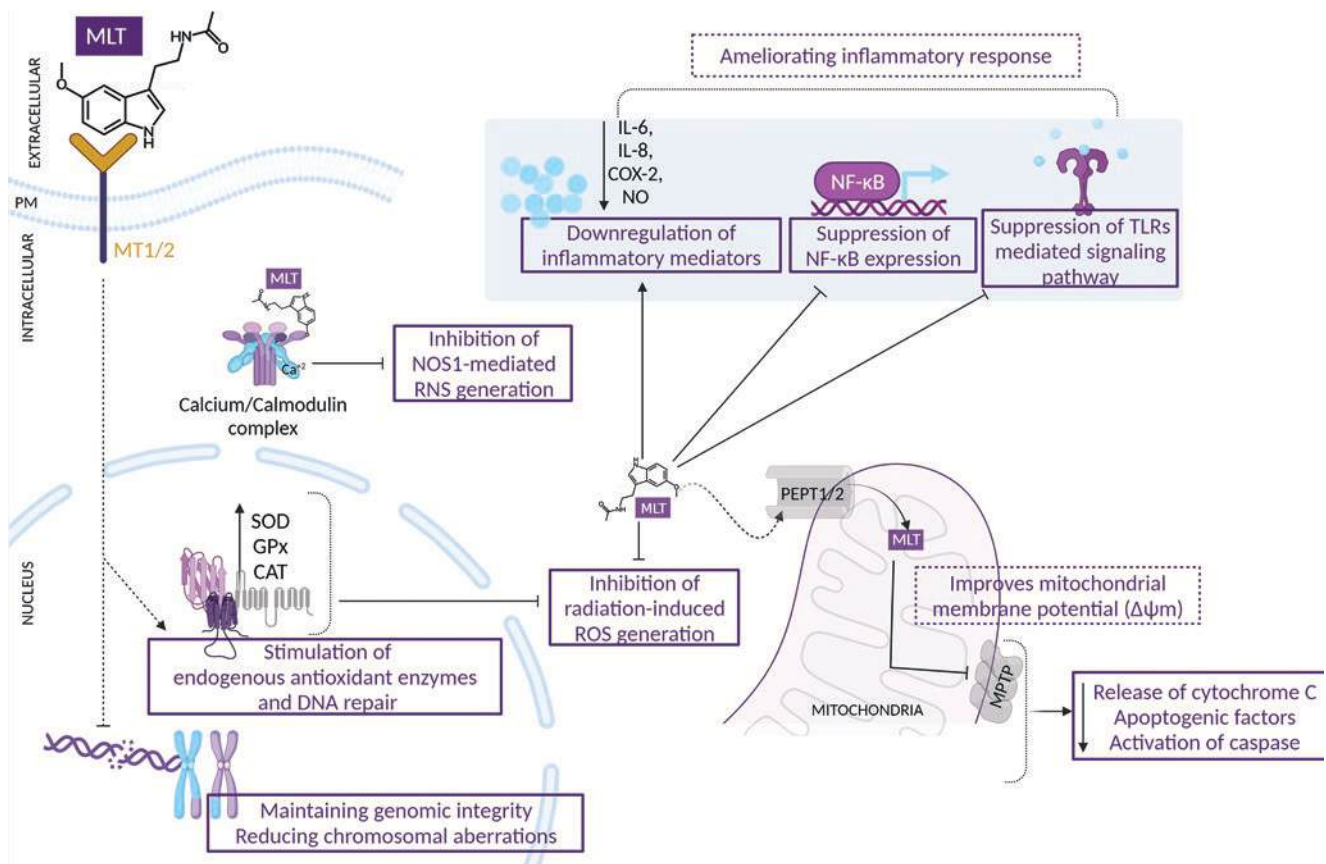 MLT
NH
O
O
N
H
EXTRACELLULAR
PM
INTRACELLULAR
NUCLEUS
MT1/2
Ameliorating inflammatory response
IL-6,
IL-8,
COX-2,
NO
Downregulation of
inflammatory mediators
NF-κB
Suppression of
NF-κB expression
Suppression of TLRs
mediated signaling
pathway
MLT
Ca+2
Calcium/Calmodulin
complex
Inhibition of
NOS1-mediated
RNS generation
SOD
GPx
CAT
Stimulation of
endogenous antioxidant enzymes
and DNA repair
Maintaining genomic integrity
Reducing chromosomal aberrations
MLT
Inhibition of
radiation-induced
ROS generation
PEPT1/2
MLT
Improves mitochondrial
membrane potential (Δψm)
MITOCHONDRIA
MPTP
Release of cytochrome C
Apoptogenic factors
Activation of caspase